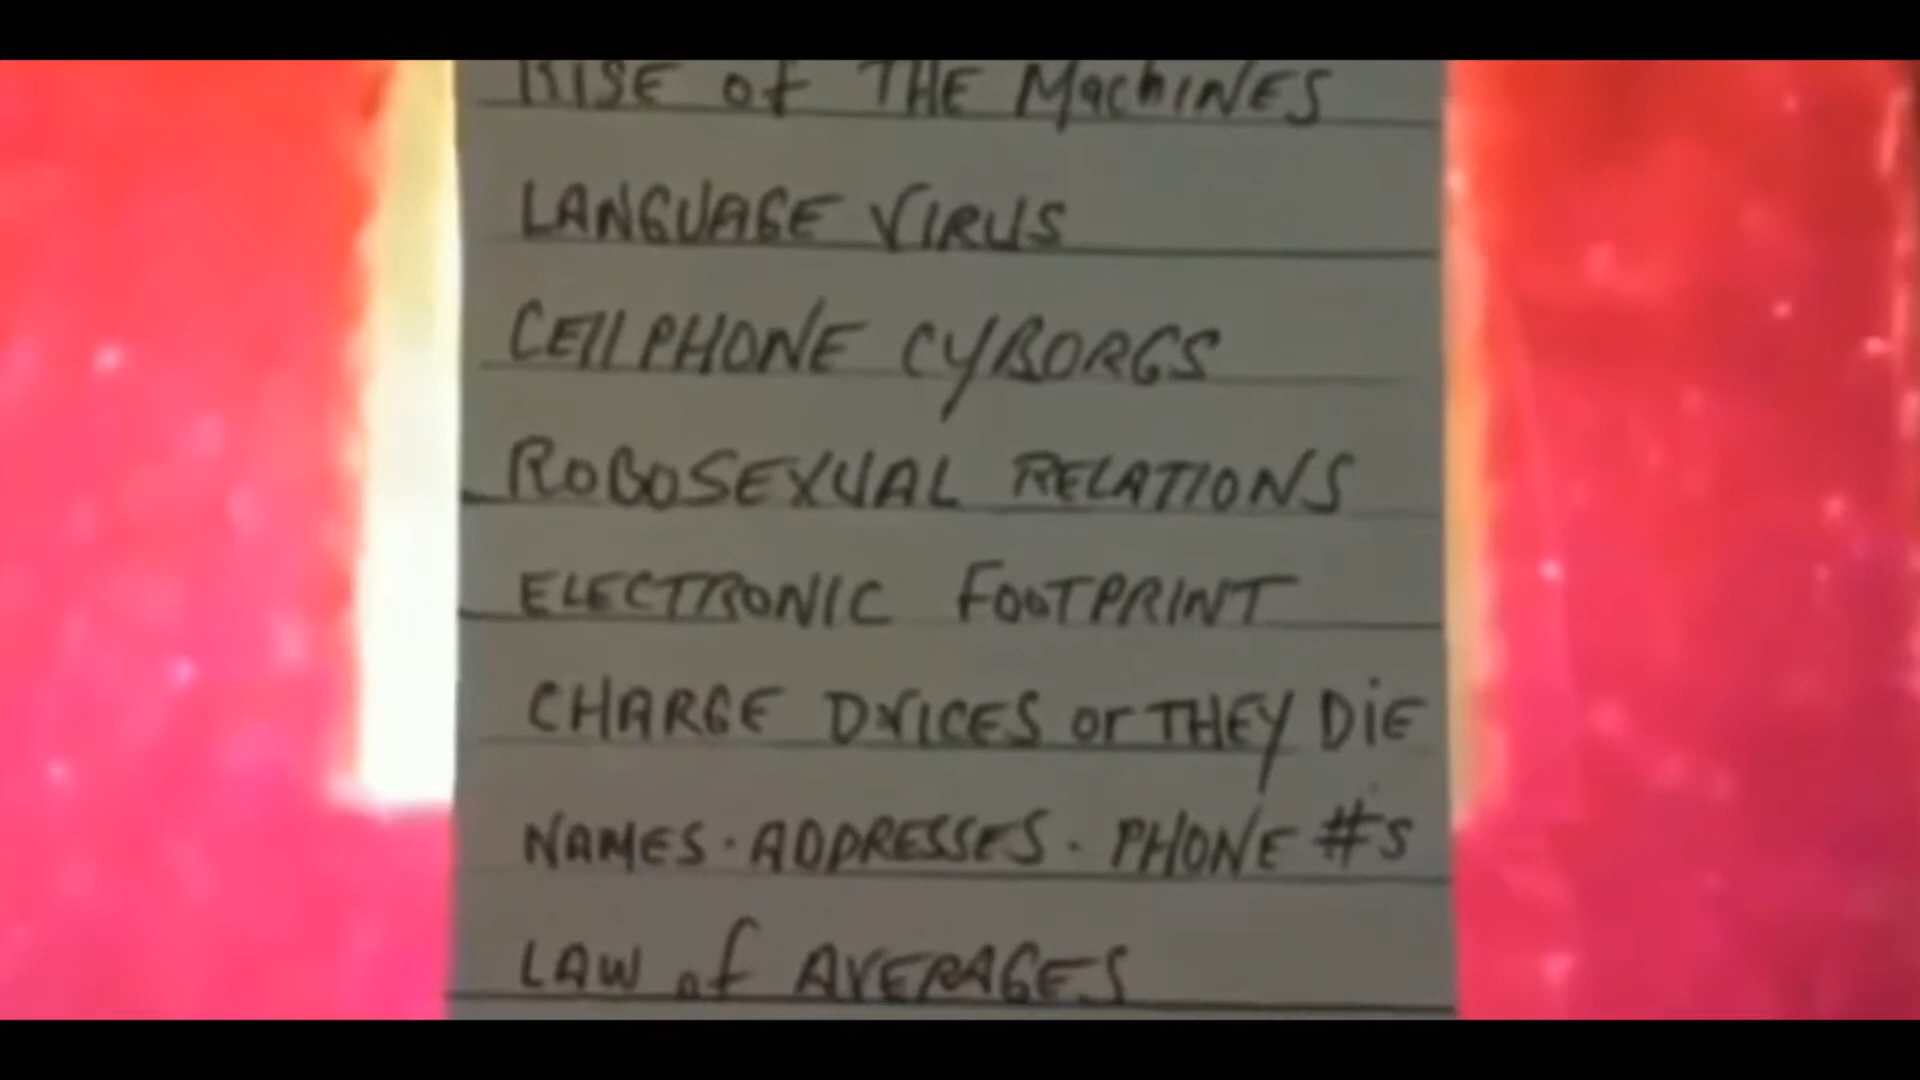 RISE of THE MachINES
LANGUAGE VIRUS
CEllPHONE CYBORGS
ROBOSEXUAL RELATIONS
ELECTRONIC FOOTPRINT
CHARGE DVICES or THEY DiE
NAMES · ADDRESSES · PHONE #'S
LAW of AVERAGES